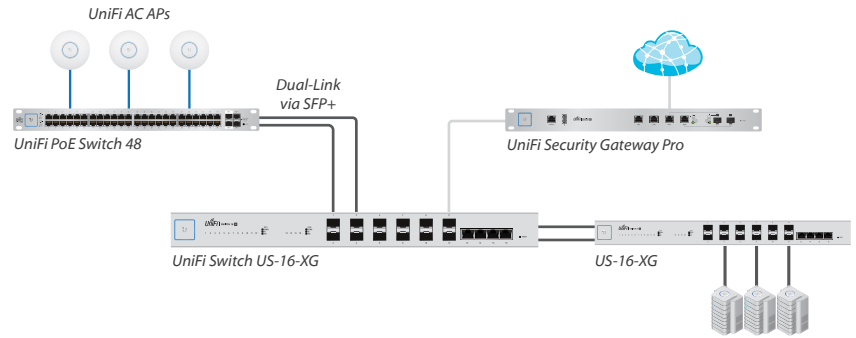 UniFi AC APs
Dual-Link
via SFP+
UniFi PoE Switch 48
UniFi Security Gateway Pro
UniFi
UniFi Switch US-16-XG
US-16-XG